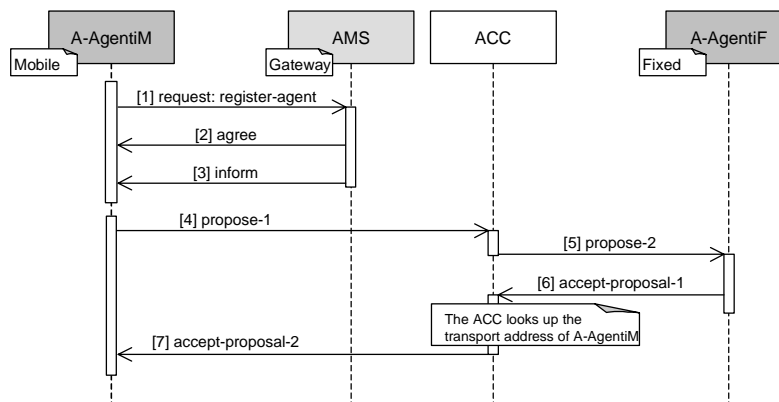 A-AgentiM
AMS
ACC
A-AgentiF
Mobile
Gateway
Fixed
[1] request: register-agent
[2] agree
[3] inform
[4] propose-1
[5] propose-2
[6] accept-proposal-1
The ACC looks up the
transport address of A-AgentiM
[7] accept-proposal-2